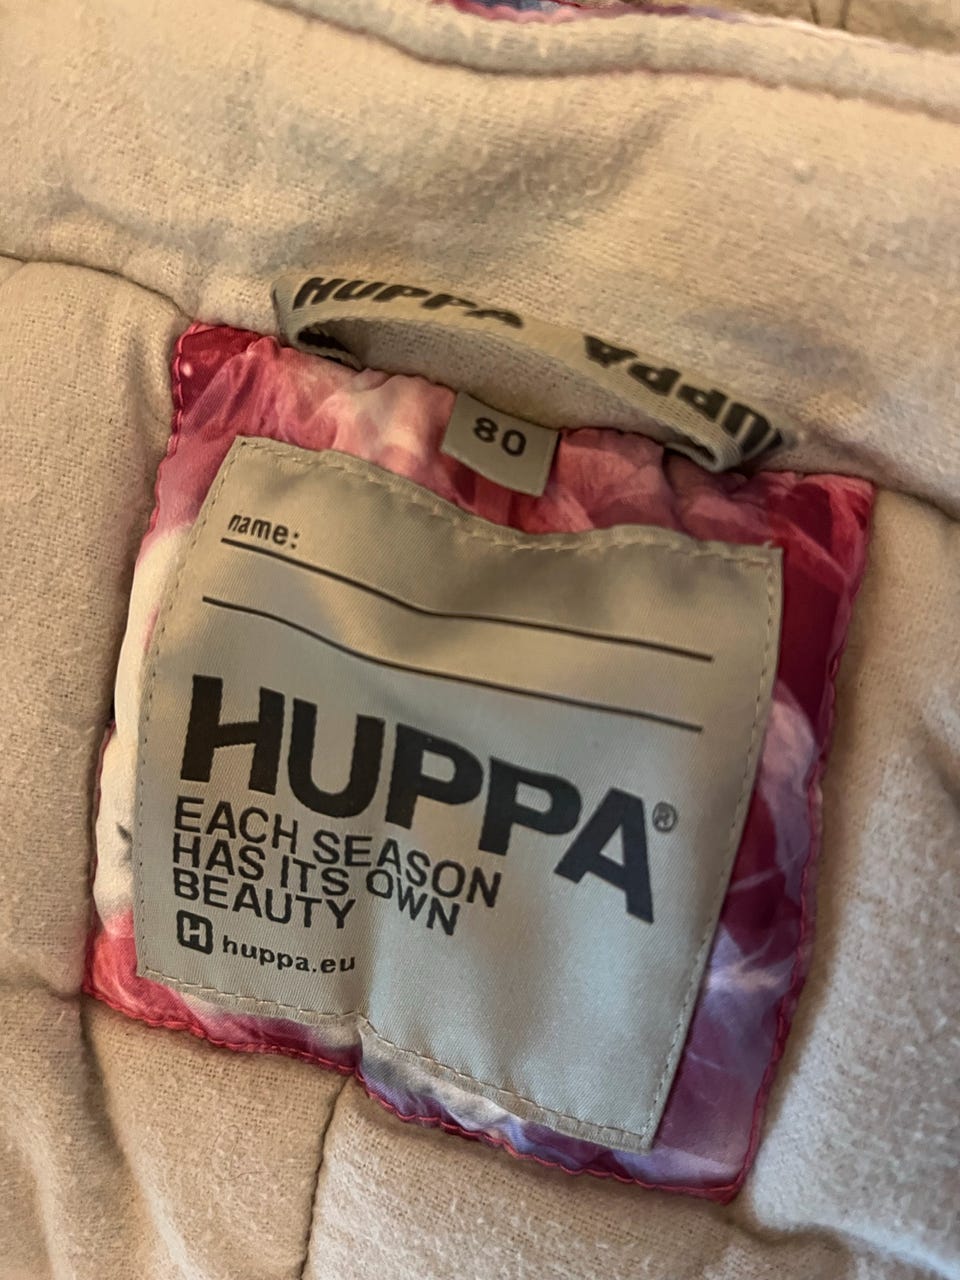 HUPPA HUPPA
80
name:
HUPPA®
EACH SEASON
HAS ITS OWN
BEAUTY
H huppa.eu